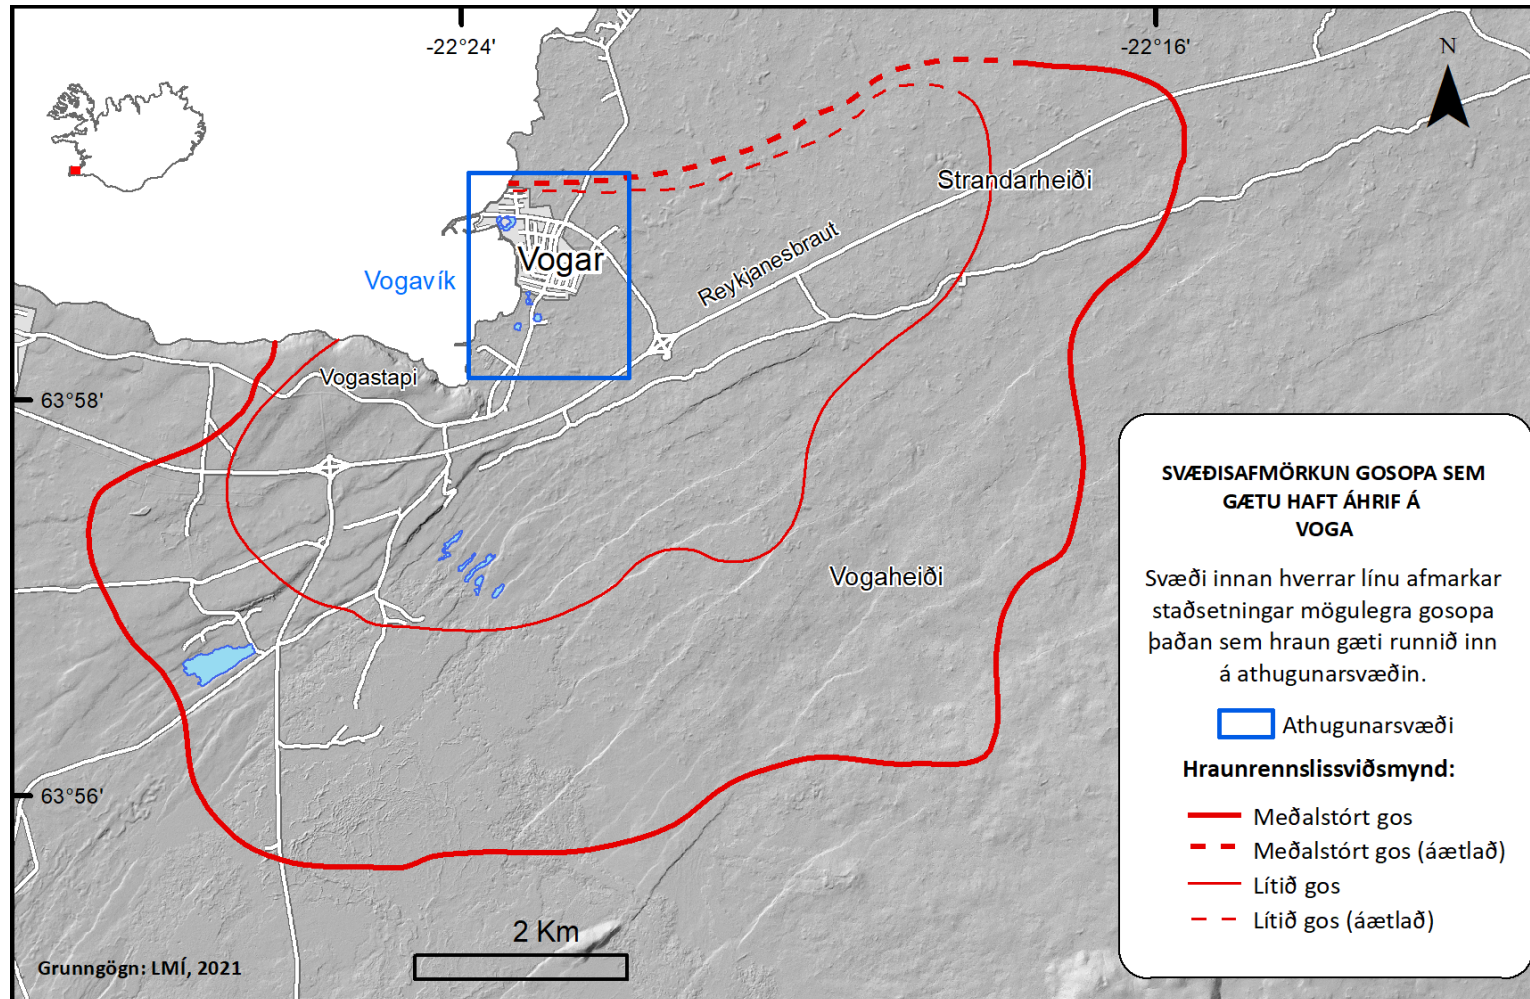 -22°24'
-22°16'
N
Strandarheiði
Vogar
Vogavík
Reykjanesbraut
Vogastapi
63°58'
SVÆÐISAFMÖRKUN GOSOPA SEM
GÆTU HAFT ÁHRIF Á
VOGA
Svæði innan hverrar línu afmarkar
staðsetningar mögulegra gosopa
þaðan sem hraun gæti runnið inn
á athugunarsvæðin.
Athugunarsvæði
Hraunrennslissviðsmynd:
Meðalstórt gos
Meðalstórt gos (áætlað)
Lítið gos
Lítið gos (áætlað)
Vogaheiði
63°56'
2 Km
Grunngögn: LMÍ, 2021